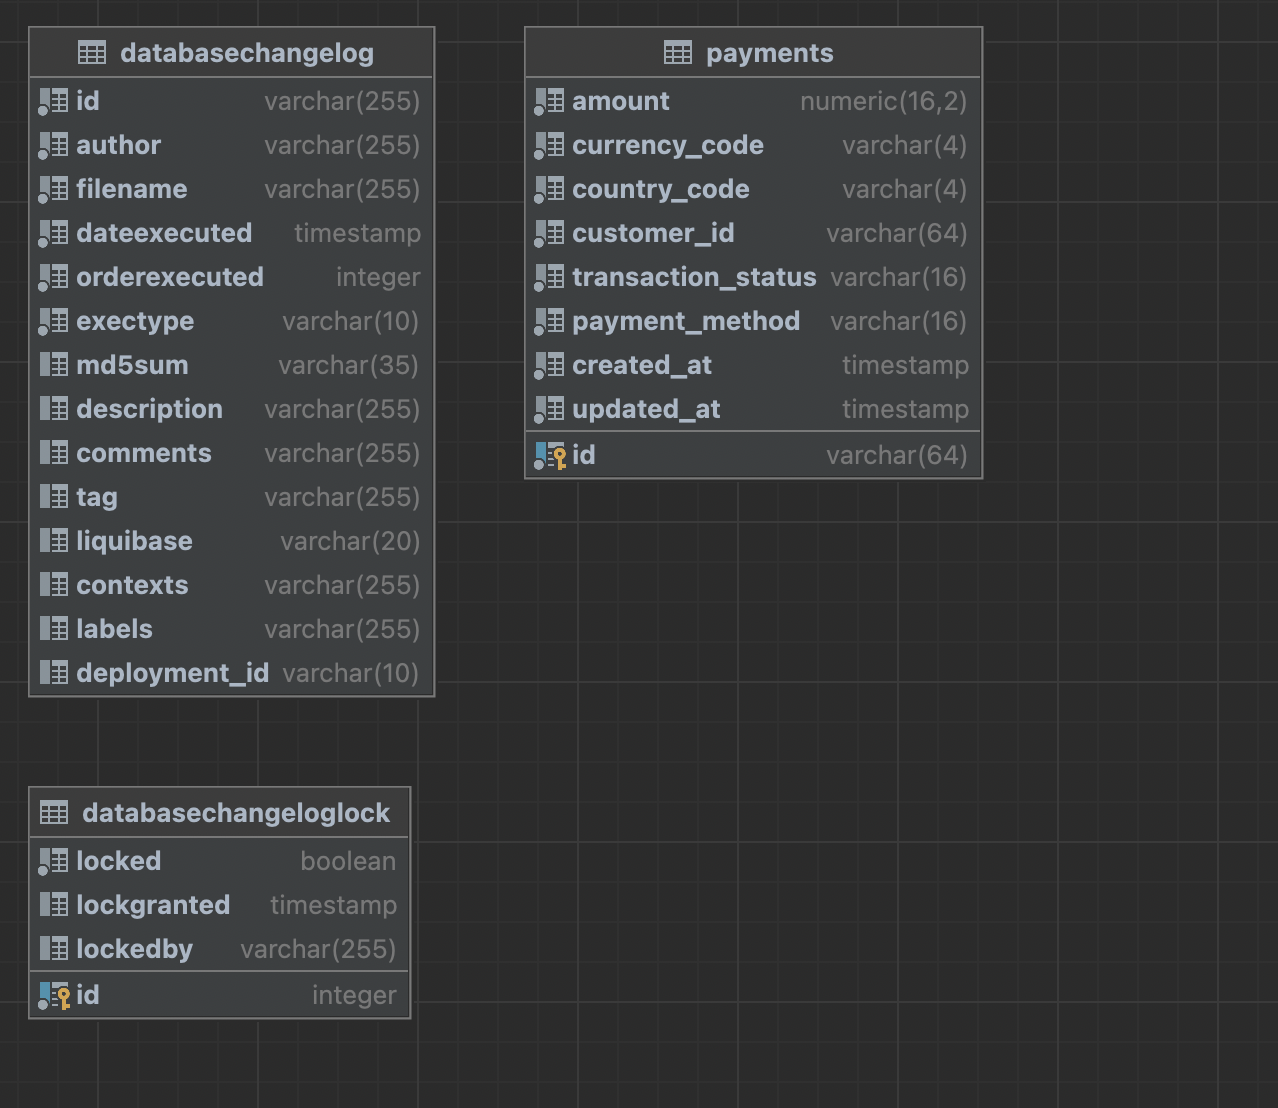 databasechangelog
id varchar(255)
author varchar(255)
filename varchar(255)
dateexecuted timestamp
orderexecuted integer
exectype varchar(10)
md5sum varchar(35)
description varchar(255)
comments varchar(255)
tag varchar(255)
liquibase varchar(20)
contexts varchar(255)
labels varchar(255)
deployment_id varchar(10)
payments
amount numeric(16,2)
currency_code varchar(4)
country_code varchar(4)
customer_id varchar(64)
transaction_status varchar(16)
payment_method varchar(16)
created_at timestamp
updated_at timestamp
id varchar(64)
databasechangeloglock
locked boolean
lockgranted timestamp
lockedby varchar(255)
id integer